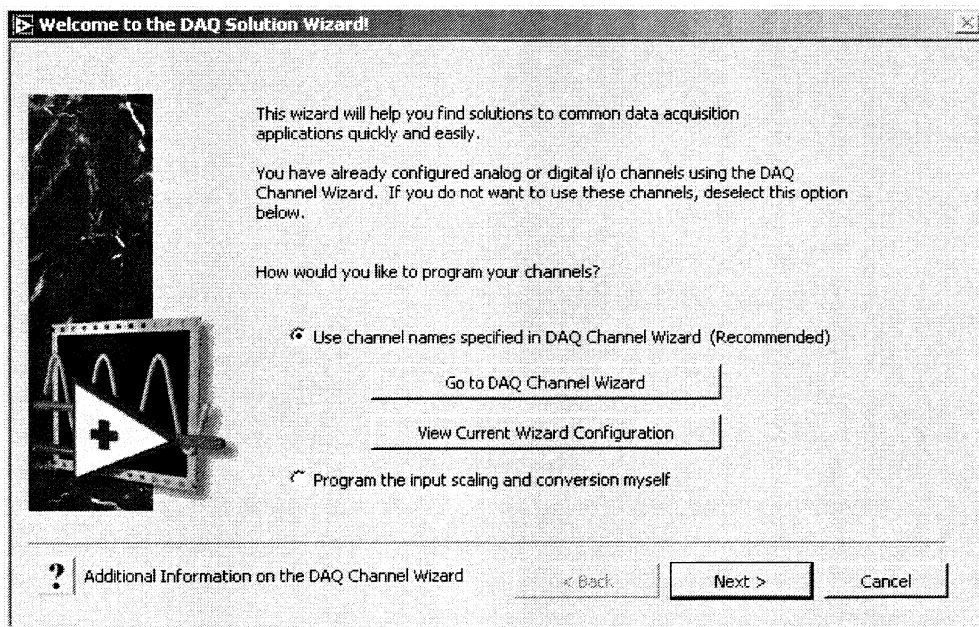 Welcome to the DAQ Solution Wizard!
This wizard will help you find solutions to common data acquisition
applications quickly and easily.
You have already configured analog or digital i/o channels using the DAQ
Channel Wizard. If you do not want to use these channels, deselect this option
below.
How would you like to program your channels?
Use channel names specified in DAQ Channel Wizard (Recommended)
Go to DAQ Channel Wizard
View Current Wizard Configuration
Program the input scaling and conversion myself
? Additional Information on the DAQ Channel Wizard
< Back
Next >
Cancel